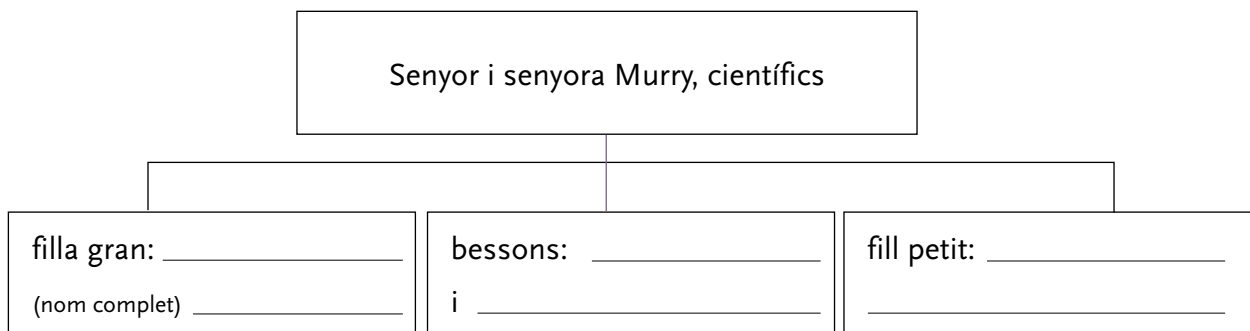 Senyor i senyora Murry, científics
filla gran:
(nom complet)
bessons:
i
fill petit: